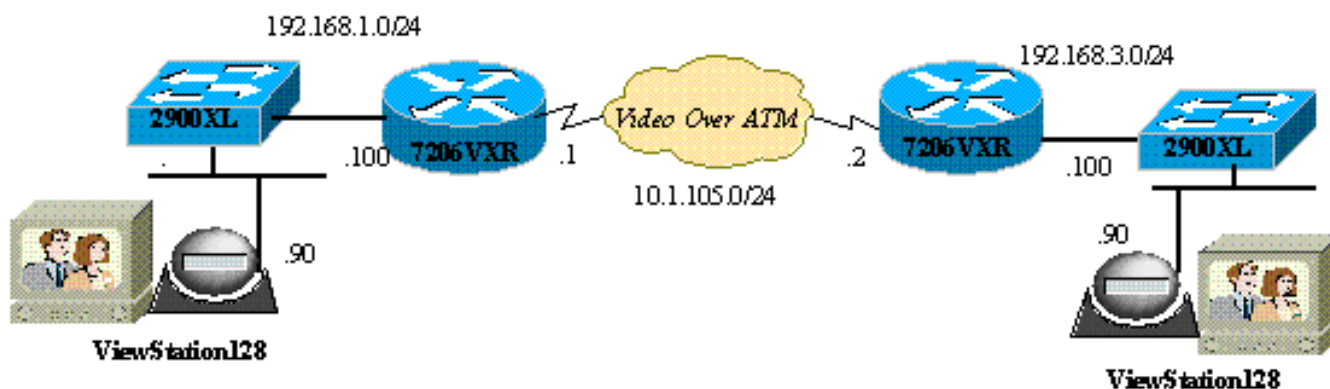 192.168.1.0/24
192.168.3.0/24
2900XL
7206VXR
Video Over ATM
7206VXR
2900XL
.
.100
.1
.2
.100
10.1.105.0/24
.90
.90
ViewStation128
ViewStation128